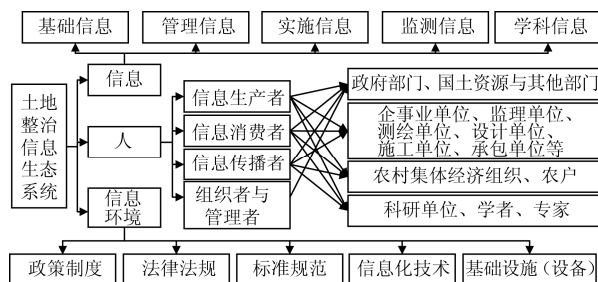 基础信息
管理信息
实施信息
监测信息
学科信息
土地
整治
信息
生态
系统
信息
人
信息
环境
信息生产者
信息消费者
信息传播者
组织者与
管理者
政府部门、国土资源与其他部门
企事业单位、监理单位、
测绘单位、设计单位、
施工单位、承包单位等
农村集体经济组织、农户
科研单位、学者、专家
政策制度
法律法规
标准规范
信息化技术
基础设施(设备)